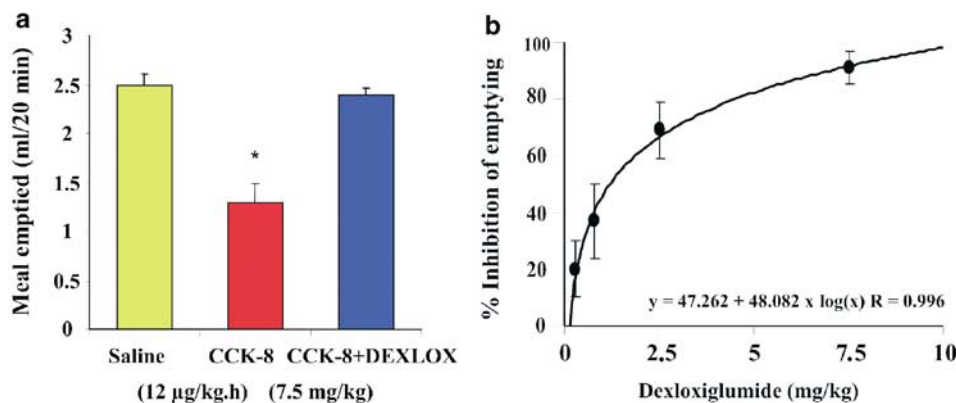 a
Meal emptied (ml/20 min)
3
2.5
2
1.5
1
0.5
0
*
Saline CCK-8 CCK-8+DEXLOX
(12 µg/kg.h) (7.5 mg/kg)
b
% Inhibition of emptying
100
80
60
40
20
0
y = 47.262 + 48.082 x log(x) R = 0.996
0 2.5 5 7.5 10
Dexloxiglumide (mg/kg)